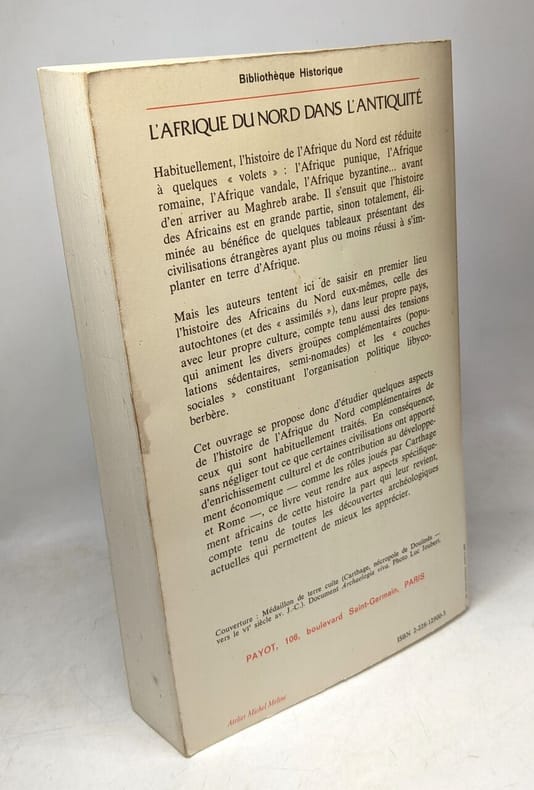 Bibliothèque Historique
L'AFRIQUE DU NORD DANS L'ANTIQUITÉ
Habituellement, l'histoire de l'Afrique du Nord est réduite
à quelques « volets » : l'Afrique punique, l'Afrique
romaine, l'Afrique vandale, l'Afrique byzantine... avant
d'en arriver au Maghreb arabe. Il s'ensuit que l'histoire
des Africains est en grande partie, sinon totalement, éli-
minée au bénéfice de quelques tableaux présentant des
civilisations étrangères ayant plus ou moins réussi à s'im-
planter en terre d'Afrique.
Mais les auteurs tentent ici de saisir en premier lieu
l'histoire des Africains du Nord eux-mêmes, celle des
autochtones (et des « assimilés »), dans leur propre pays,
avec leur propre culture, compte tenu aussi des tensions
qui animent les divers groupes complémentaires (popu-
lations sédentaires, semi-nomades) et les « couches
sociales » constituant l'organisation politique libyco-
berbère.
Cet ouvrage se propose donc d'étudier quelques aspects
de l'histoire de l'Afrique du Nord complémentaires de
ceux qui sont habituellement traités. En conséquence,
sans négliger tout ce que certaines civilisations ont apporté
d'enrichissement culturel et de contribution au développe-
ment économique — comme les rôles joués par Carthage
et Rome —, ce livre veut rendre aux aspects spécifique-
ment africains de cette histoire la part qui leur revient,
compte tenu de toutes les découvertes archéologiques
actuelles qui permettent de mieux les apprécier.
Couverture : Médaillon de terre cuite (Carthage, nécropole de Douïmès —
vers le VIe siècle av. J.-C.). Document Archeologia viva. Photo Luc Joubert.
PAYOT, 106, boulevard Saint-Germain, PARIS
ISBN 2-228-12900-5
Atelier Michel Méline